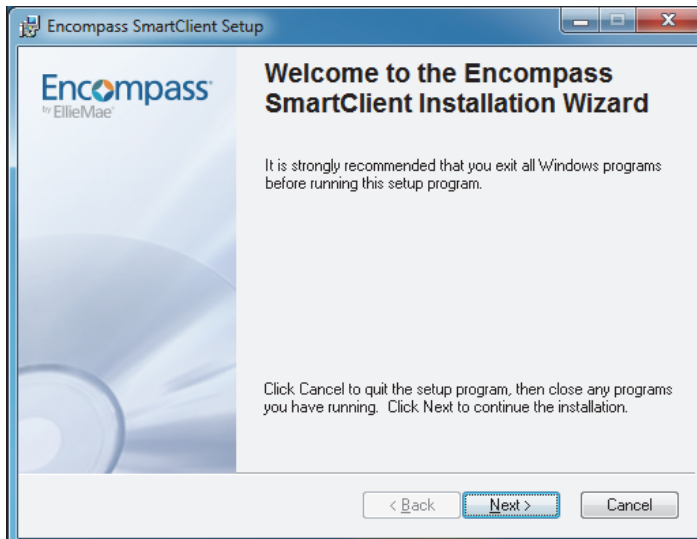 Encompass SmartClient Setup
Encompass
by EllieMae
Welcome to the Encompass
SmartClient Installation Wizard
It is strongly recommended that you exit all Windows programs
before running this setup program.
Click Cancel to quit the setup program, then close any programs
you have running. Click Next to continue the installation.
< Back
Next >
Cancel